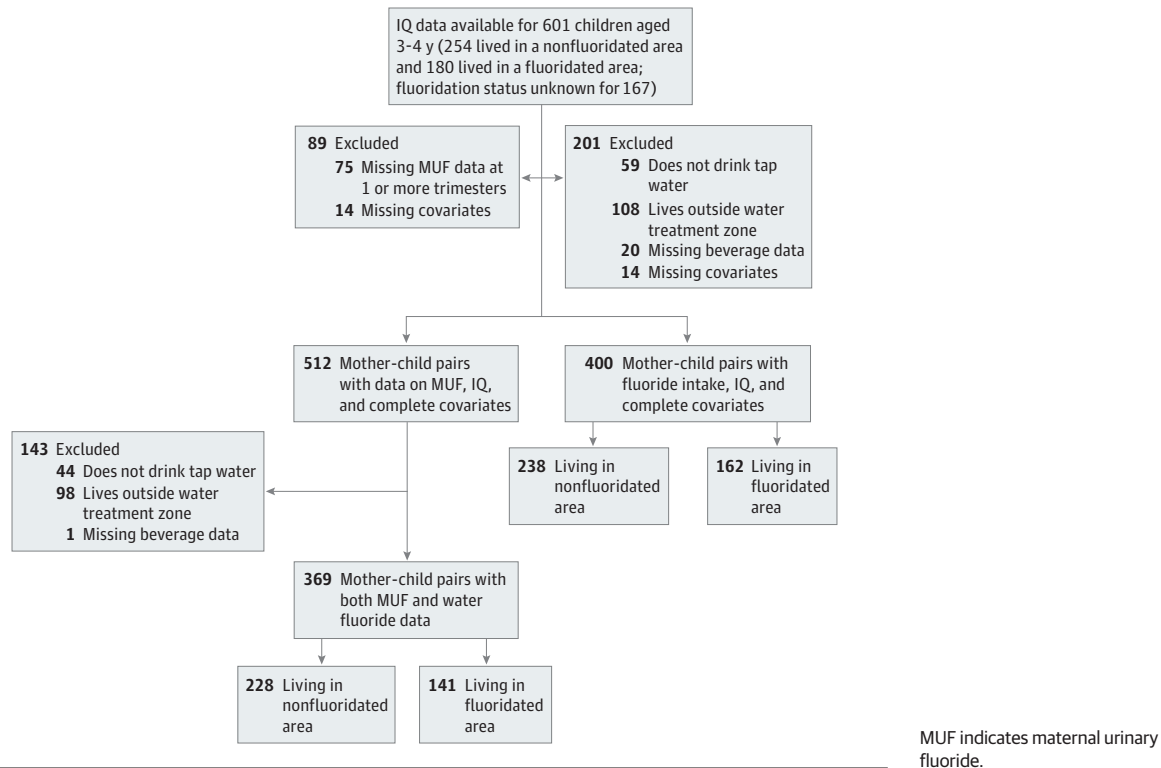 IQ data available for 601 children aged
3-4 y (254 lived in a nonfluoridated area
and 180 lived in a fluoridated area;
fluoridation status unknown for 167)
89 Excluded
75 Missing MUF data at
1 or more trimesters
14 Missing covariates
201 Excluded
59 Does not drink tap
water
108 Lives outside water
treatment zone
20 Missing beverage data
14 Missing covariates
512 Mother-child pairs
with data on MUF, IQ,
and complete covariates
400 Mother-child pairs with
fluoride intake, IQ, and
complete covariates
143 Excluded
44 Does not drink tap water
98 Lives outside water
treatment zone
1 Missing beverage data
238 Living in
nonfluoridated
area
162 Living in
fluoridated
area
369 Mother-child pairs with
both MUF and water
fluoride data
228 Living in
nonfluoridated
area
141 Living in
fluoridated
area
MUF indicates maternal urinary
fluoride.